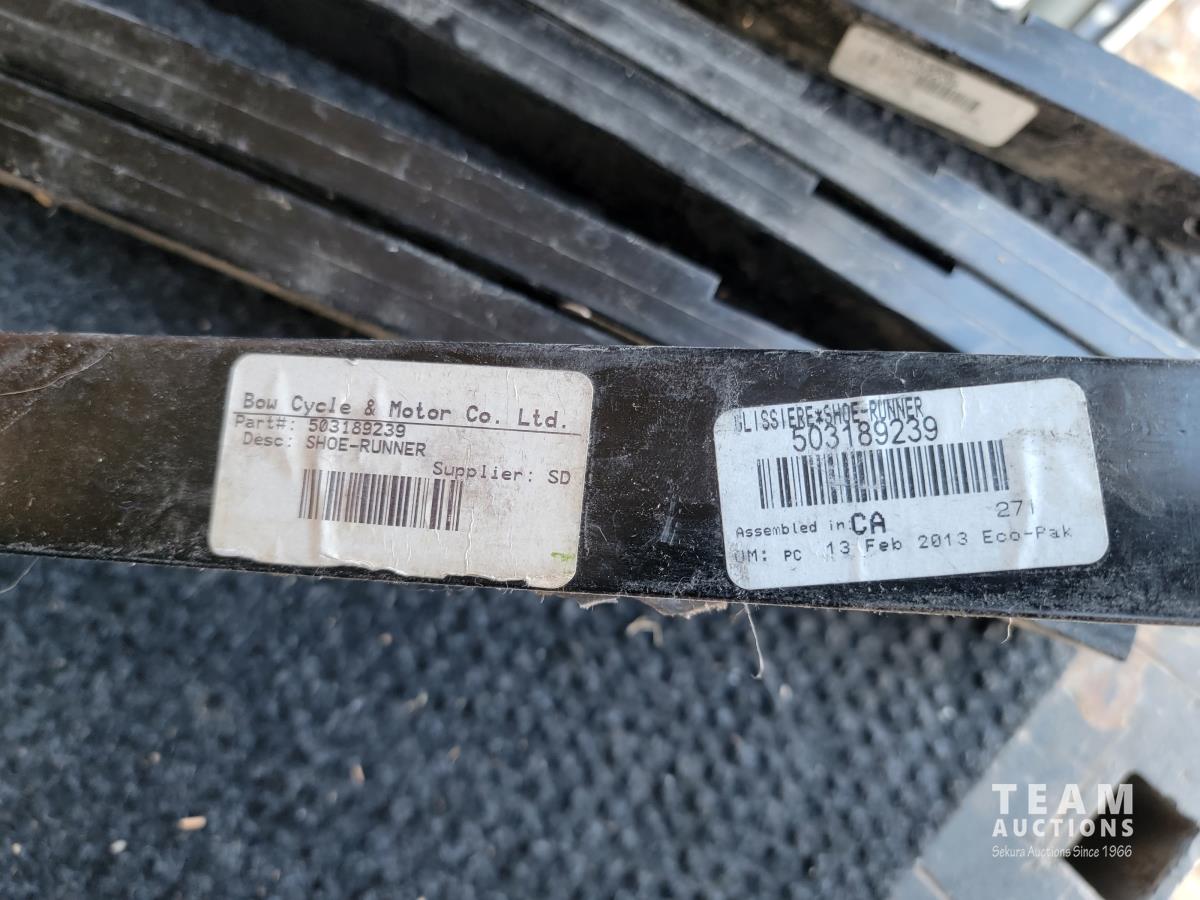 Bow Cycle & Motor Co. Ltd.
Part#: 503189239
Desc: SHOE-RUNNER
Supplier: SD
GLISSIERE*SHOE-RUNNER
503189239
Assembled in: CA
271
UM: PC 13 Feb 2013 Eco-Pak
TEAM
AUCTIONS
Sekura Auctions Since 1966